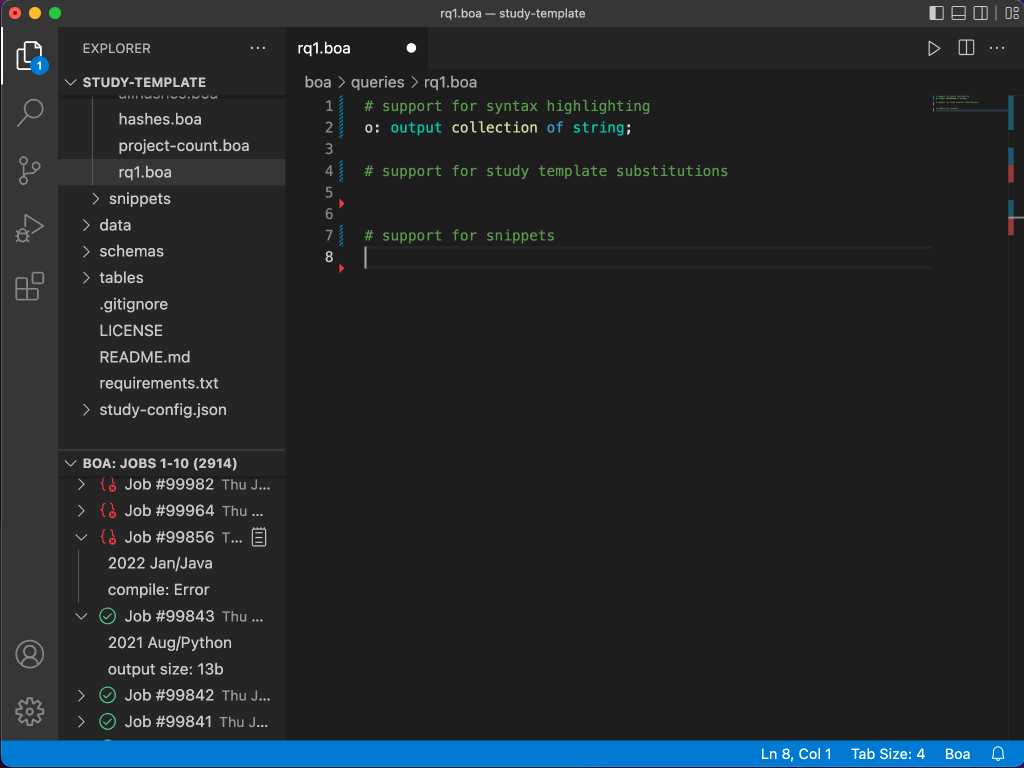 rq1.boa — study-template
1
EXPLORER
STUDY-TEMPLATE
hashes.boa
project-count.boa
rq1.boa
snippets
data
schemas
tables
.gitignore
LICENSE
README.md
requirements.txt
study-config.json
BOA: JOBS 1-10 (2914)
Job #99982 Thu J...
Job #99964 Thu ...
Job #99856 T...
2022 Jan/Java
compile: Error
Job #99843 Thu ...
2021 Aug/Python
output size: 13b
Job #99842 Thu J...
Job #99841 Thu J...
rq1.boa
boa > queries > rq1.boa
1 # support for syntax highlighting
2 o: output collection of string;
3
4 # support for study template substitutions
5
6
7 # support for snippets
8
Ln 8, Col 1 Tab Size: 4 Boa